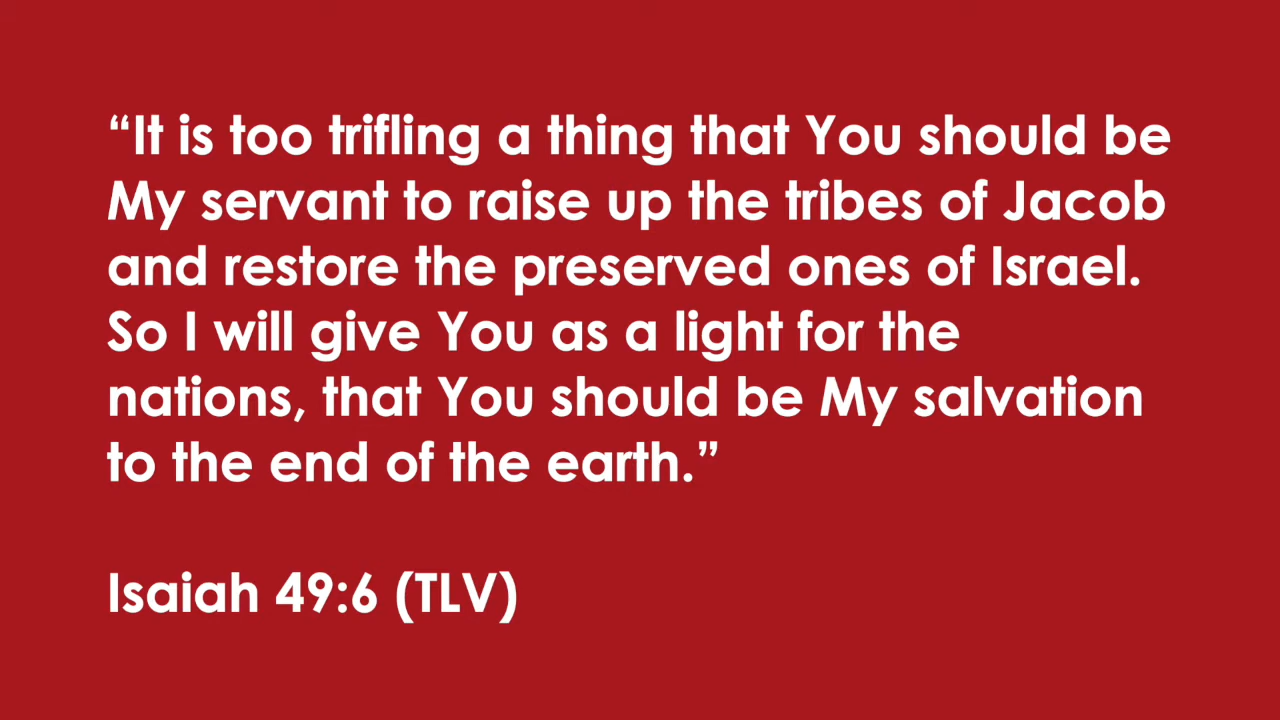 “It is too trifling a thing that You should be
My servant to raise up the tribes of Jacob
and restore the preserved ones of Israel.
So I will give You as a light for the
nations, that You should be My salvation
to the end of the earth.”
Isaiah 49:6 (TLV)